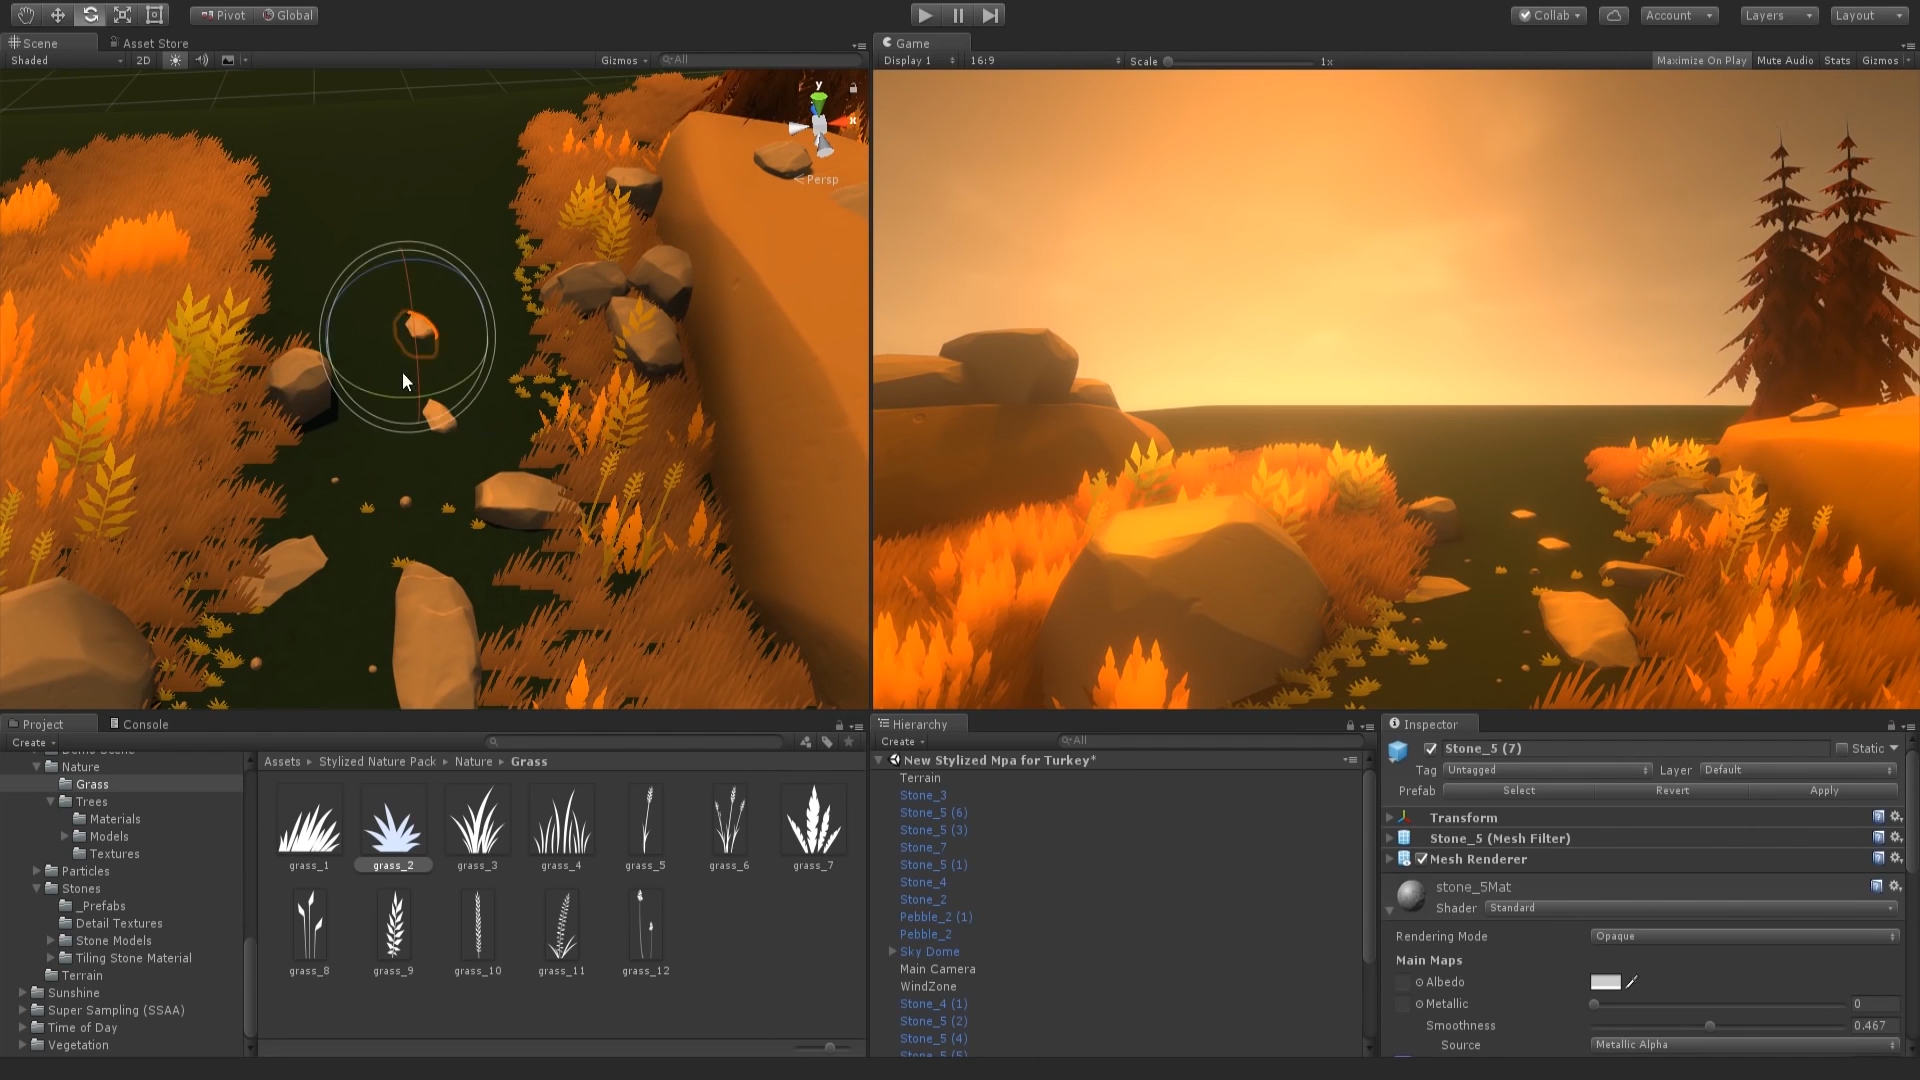 Pivot Global Collab Account Layers Layout
Scene Asset Store
Shaded 2D Gizmos All
y
x
Persp
Game
Display 1 16:9 Scale 1x Maximize On Play Mute Audio Stats Gizmos
Project Console
Create
Nature
Grass
Trees
Materials
Models
Textures
Particles
Stones
_Prefabs
Detail Textures
Stone Models
Tiling Stone Material
Terrain
Sunshine
Super Sampling (SSAA)
Time of Day
Vegetation
Assets Stylized Nature Pack Nature Grass
grass_1 grass_2 grass_3 grass_4 grass_5 grass_6 grass_7
grass_8 grass_9 grass_10 grass_11 grass_12
Hierarchy
Create All
New Stylized Mpa for Turkey*
Terrain
Stone_3
Stone_5 (6)
Stone_5 (3)
Stone_7
Stone_5 (1)
Stone_4
Stone_2
Pebble_2 (1)
Pebble_2
Sky Dome
Main Camera
WindZone
Stone_4 (1)
Stone_5 (2)
Stone_5 (4)
Stone_5 (5)
Inspector
Stone_5 (7) Static
Tag Untagged Layer Default
Prefab Select Revert Apply
Transform
Stone_5 (Mesh Filter)
Mesh Renderer
stone_5Mat
Shader Standard
Rendering Mode Opaque
Main Maps
Albedo
Metallic 0
Smoothness 0.467
Source Metallic Alpha